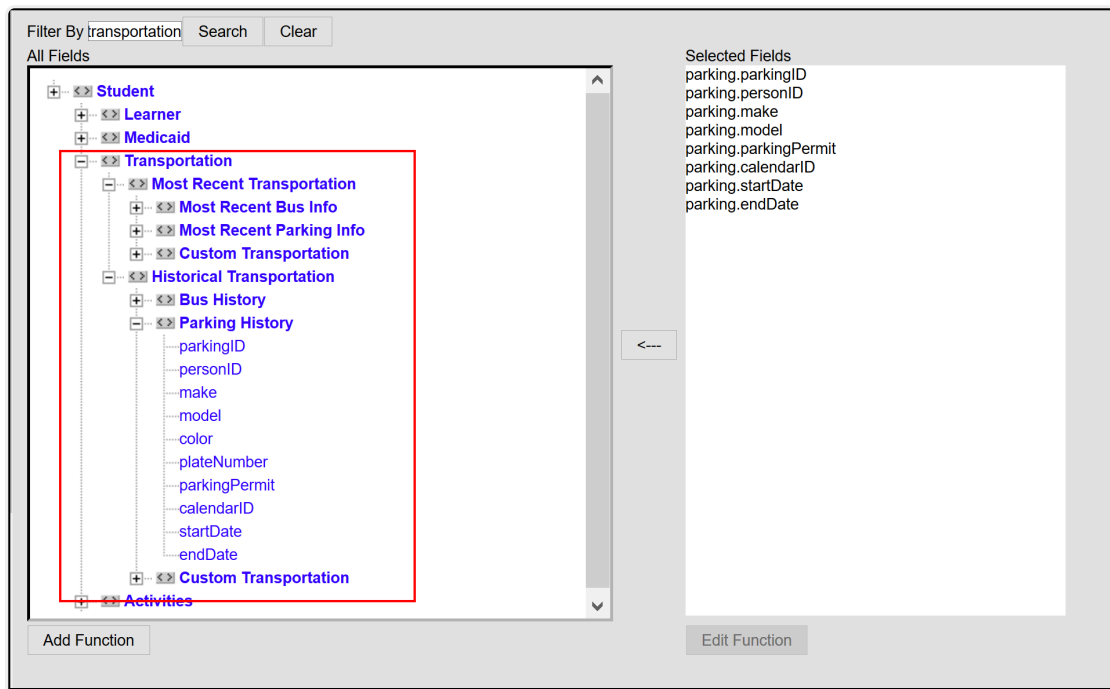 Filter By transportation Search Clear
All Fields
Student
Learner
Medicaid
Transportation
Most Recent Transportation
Most Recent Bus Info
Most Recent Parking Info
Custom Transportation
Historical Transportation
Bus History
Parking History
parkingID
personID
make
model
color
plateNumber
parkingPermit
calendarID
startDate
endDate
Custom Transportation
Activities
Add Function
<---
Selected Fields
parking.parkingID
parking.personID
parking.make
parking.model
parking.parkingPermit
parking.calendarID
parking.startDate
parking.endDate
Edit Function